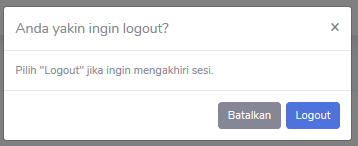 Anda yakin ingin logout? ×
Pilih "Logout" jika ingin mengakhiri sesi.
Batalkan Logout